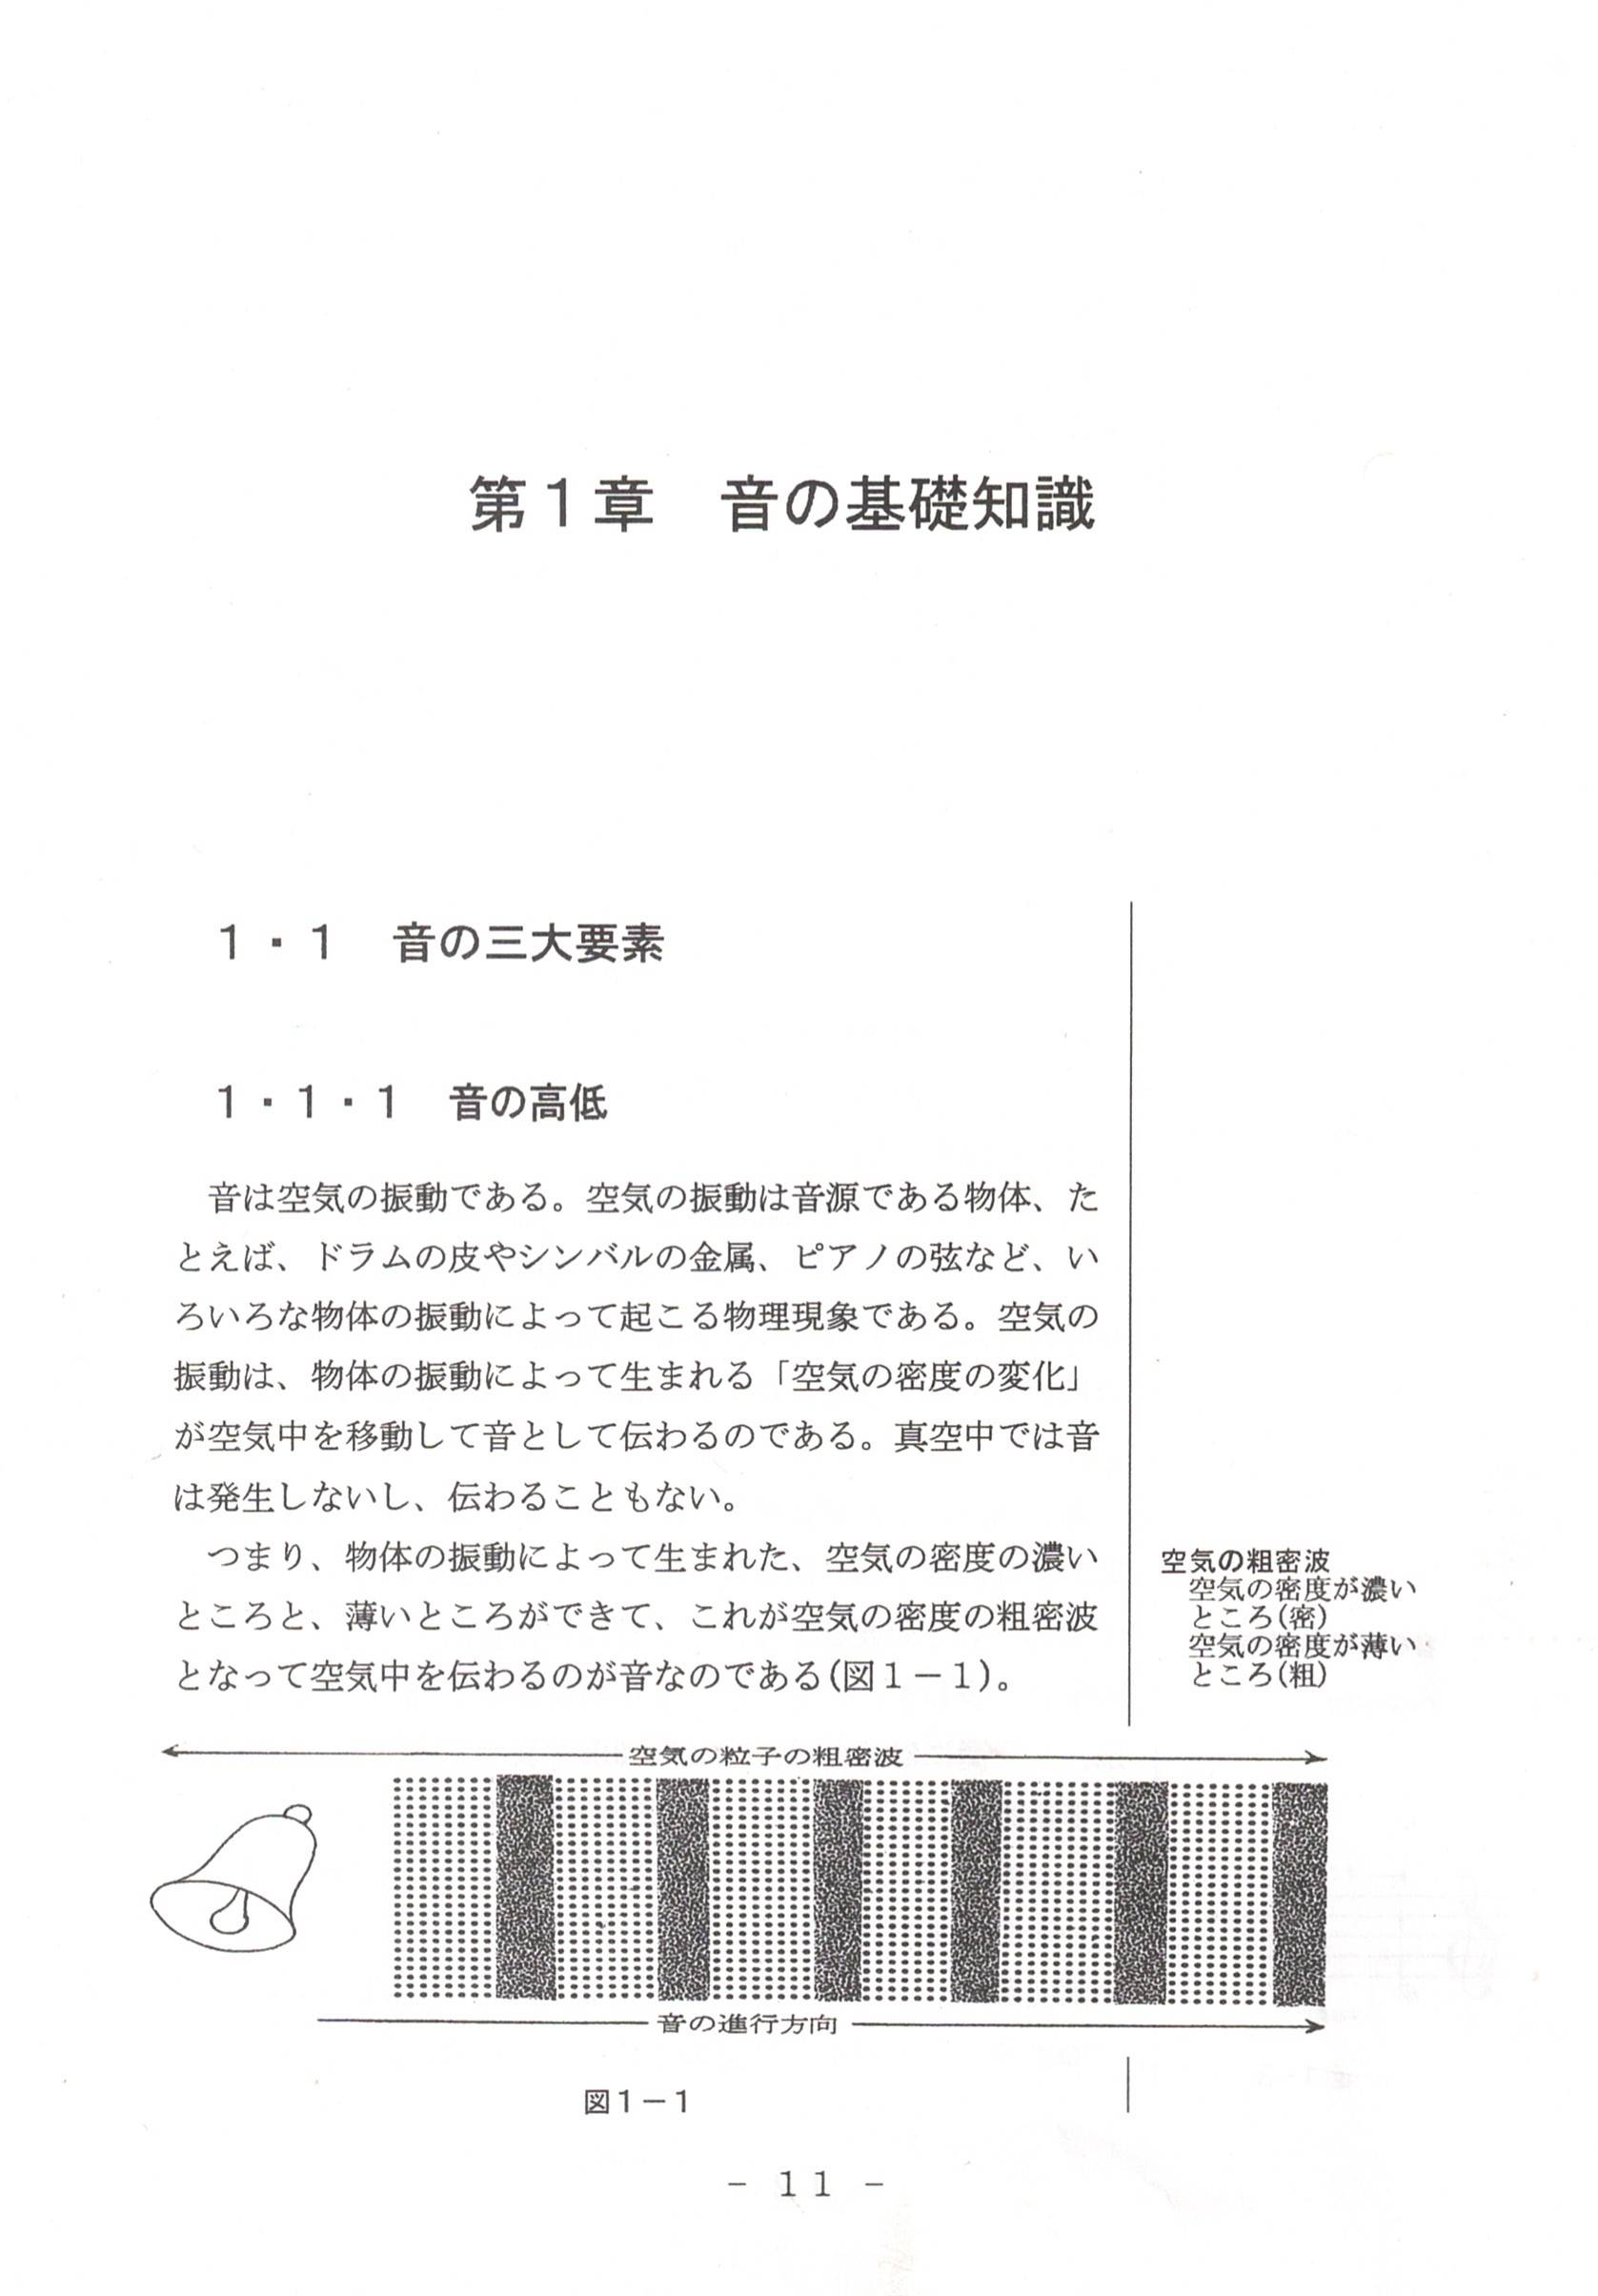 第１章　音の基礎知識
１・１　音の三大要素
１・１・１　音の高低
音は空気の振動である。空気の振動は音源である物体、た
とえば、ドラムの皮やシンバルの金属、ピアノの弦など、い
ろいろな物体の振動によって起こる物理現象である。空気の
振動は、物体の振動によって生まれる「空気の密度の変化」
が空気中を移動して音として伝わるのである。真空中では音
は発生しないし、伝わることもない。
つまり、物体の振動によって生まれた、空気の密度の濃い
ところと、薄いところができて、これが空気の密度の粗密波
となって空気中を伝わるのが音なのである(図１－１)。
空気の粗密波
空気の密度が濃い
ところ(密)
空気の密度が薄い
ところ(粗)
空気の粒子の粗密波
音の進行方向
図１－１
－ １１ －